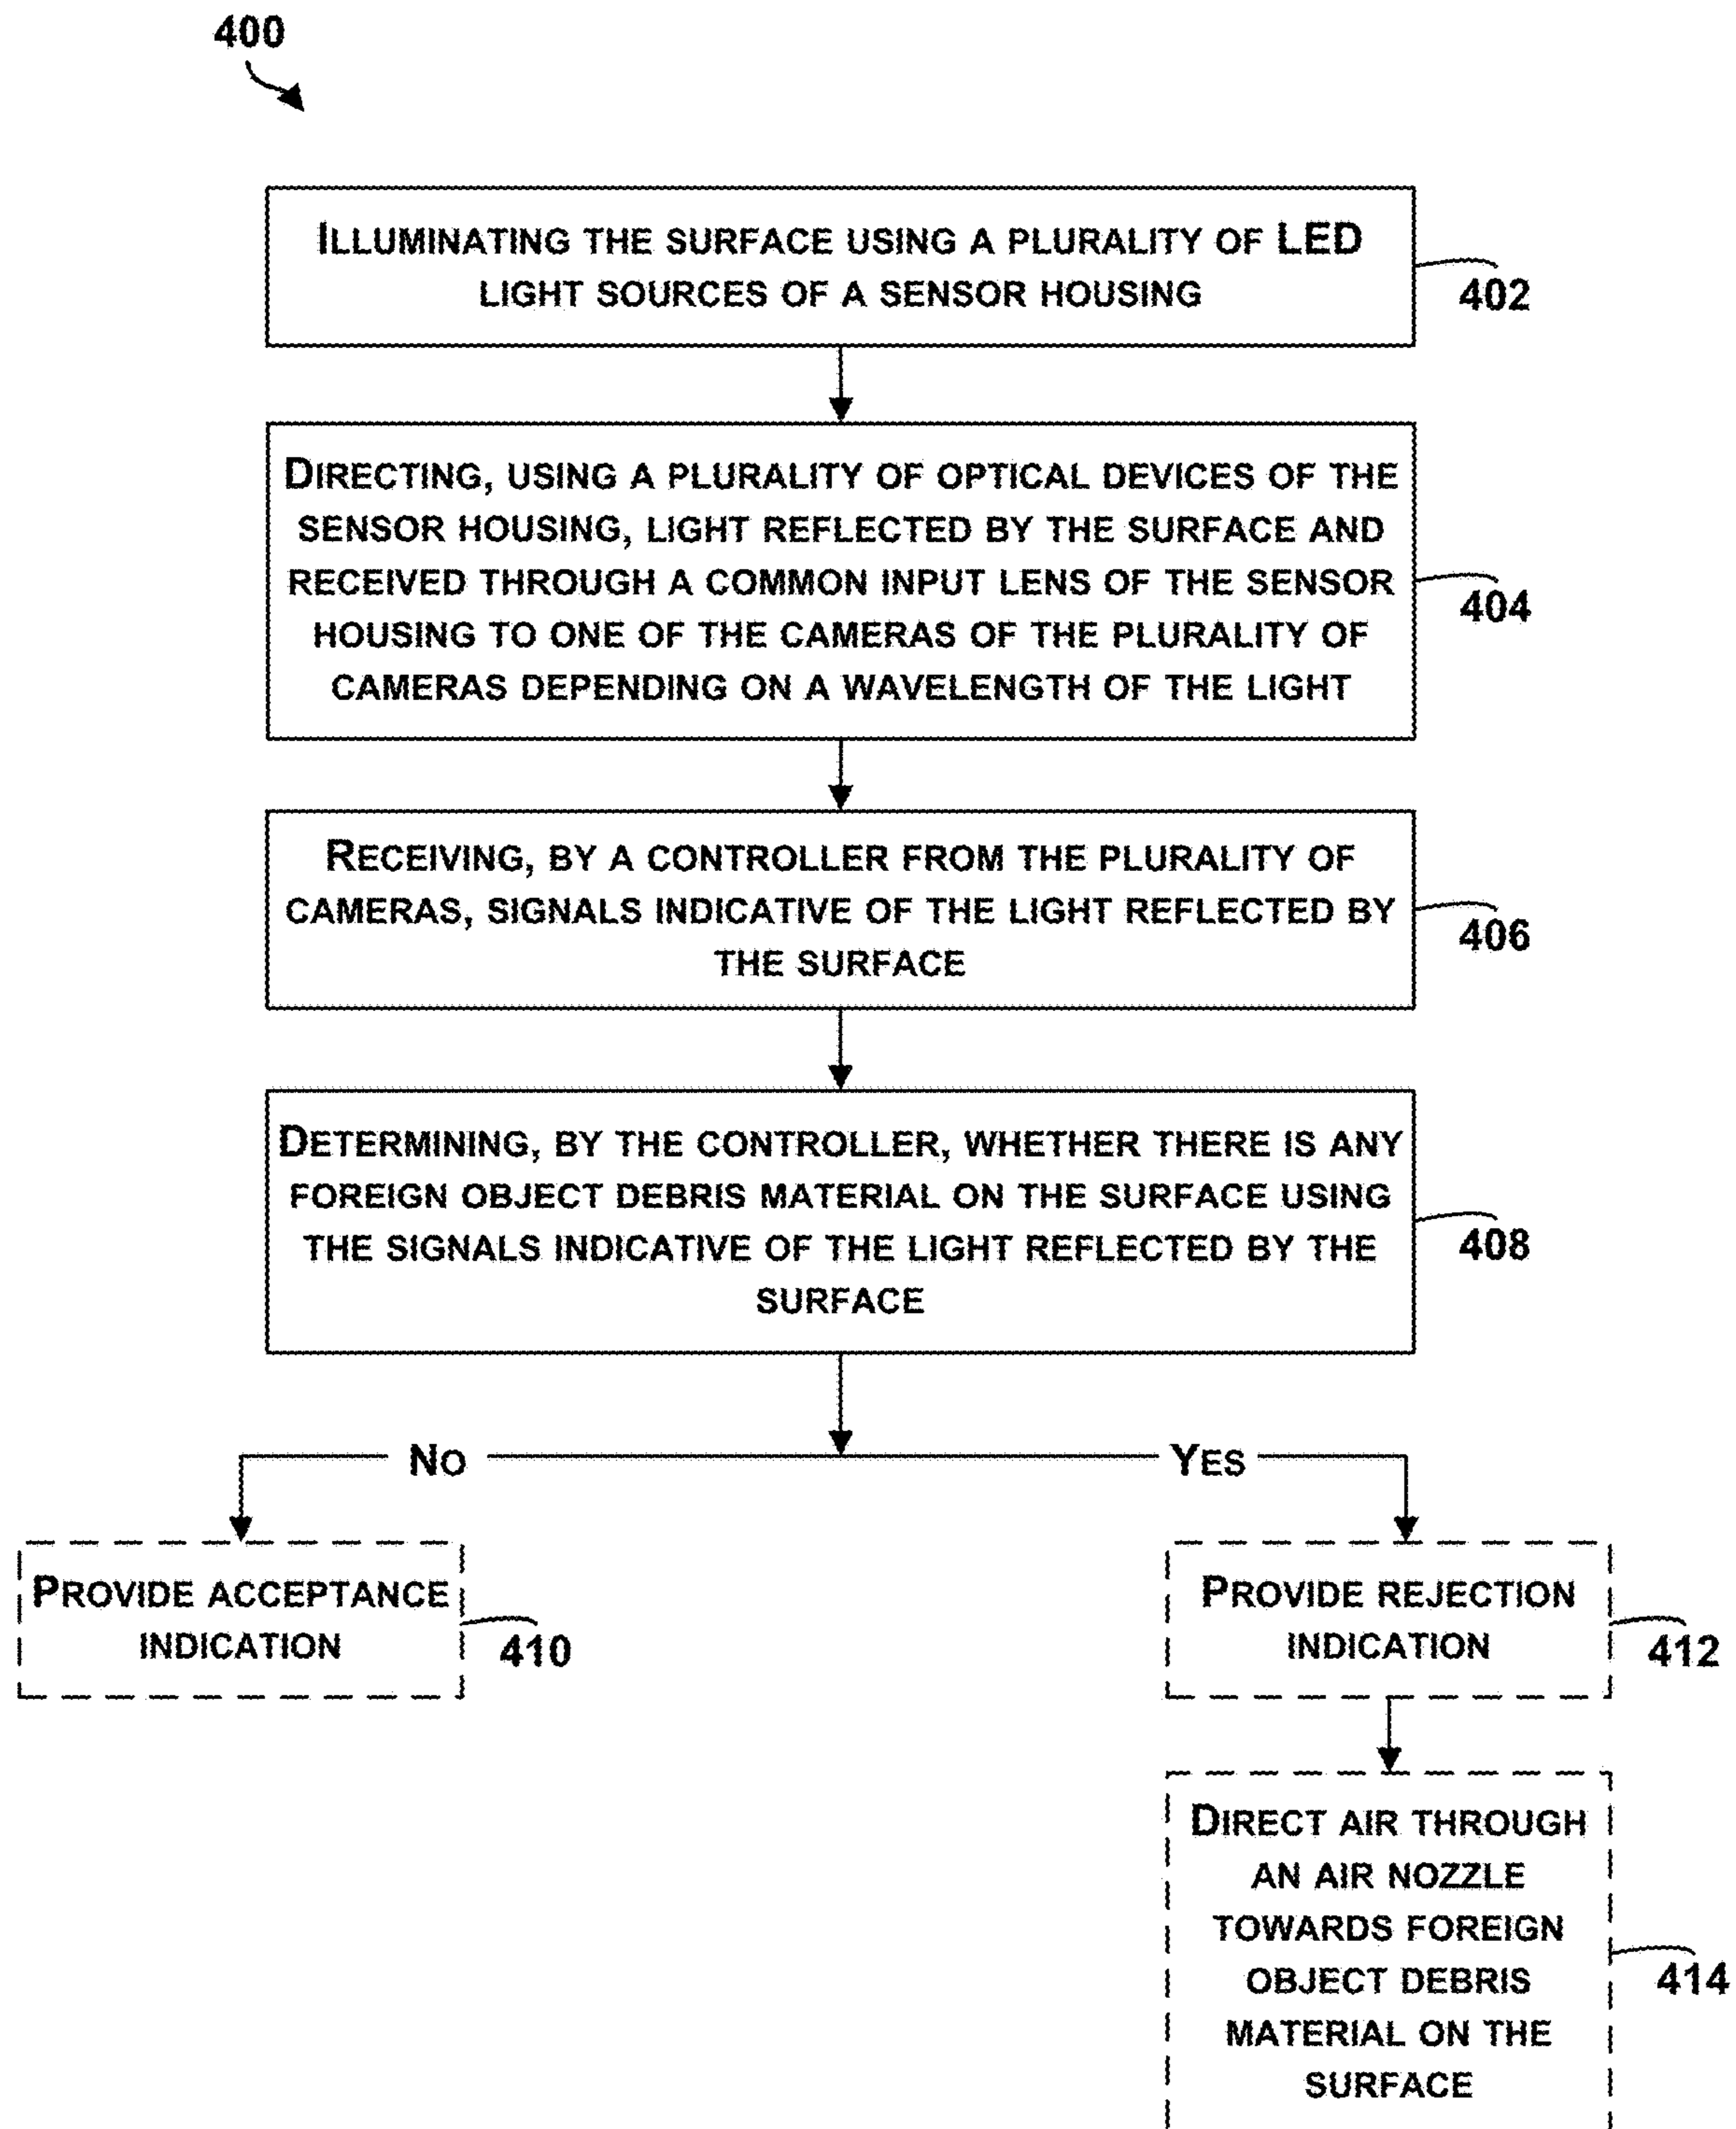 400
ILLUMINATING THE SURFACE USING A PLURALITY OF LED
LIGHT SOURCES OF A SENSOR HOUSING
402
DIRECTING, USING A PLURALITY OF OPTICAL DEVICES OF THE
SENSOR HOUSING, LIGHT REFLECTED BY THE SURFACE AND
RECEIVED THROUGH A COMMON INPUT LENS OF THE SENSOR
HOUSING TO ONE OF THE CAMERAS OF THE PLURALITY OF
CAMERAS DEPENDING ON A WAVELENGTH OF THE LIGHT
404
RECEIVING, BY A CONTROLLER FROM THE PLURALITY OF
CAMERAS, SIGNALS INDICATIVE OF THE LIGHT REFLECTED BY
THE SURFACE
406
DETERMINING, BY THE CONTROLLER, WHETHER THERE IS ANY
FOREIGN OBJECT DEBRIS MATERIAL ON THE SURFACE USING
THE SIGNALS INDICATIVE OF THE LIGHT REFLECTED BY THE
SURFACE
408
NO
YES
PROVIDE ACCEPTANCE
INDICATION
410
PROVIDE REJECTION
INDICATION
412
DIRECT AIR THROUGH
AN AIR NOZZLE
TOWARDS FOREIGN
OBJECT DEBRIS
MATERIAL ON THE
SURFACE
414